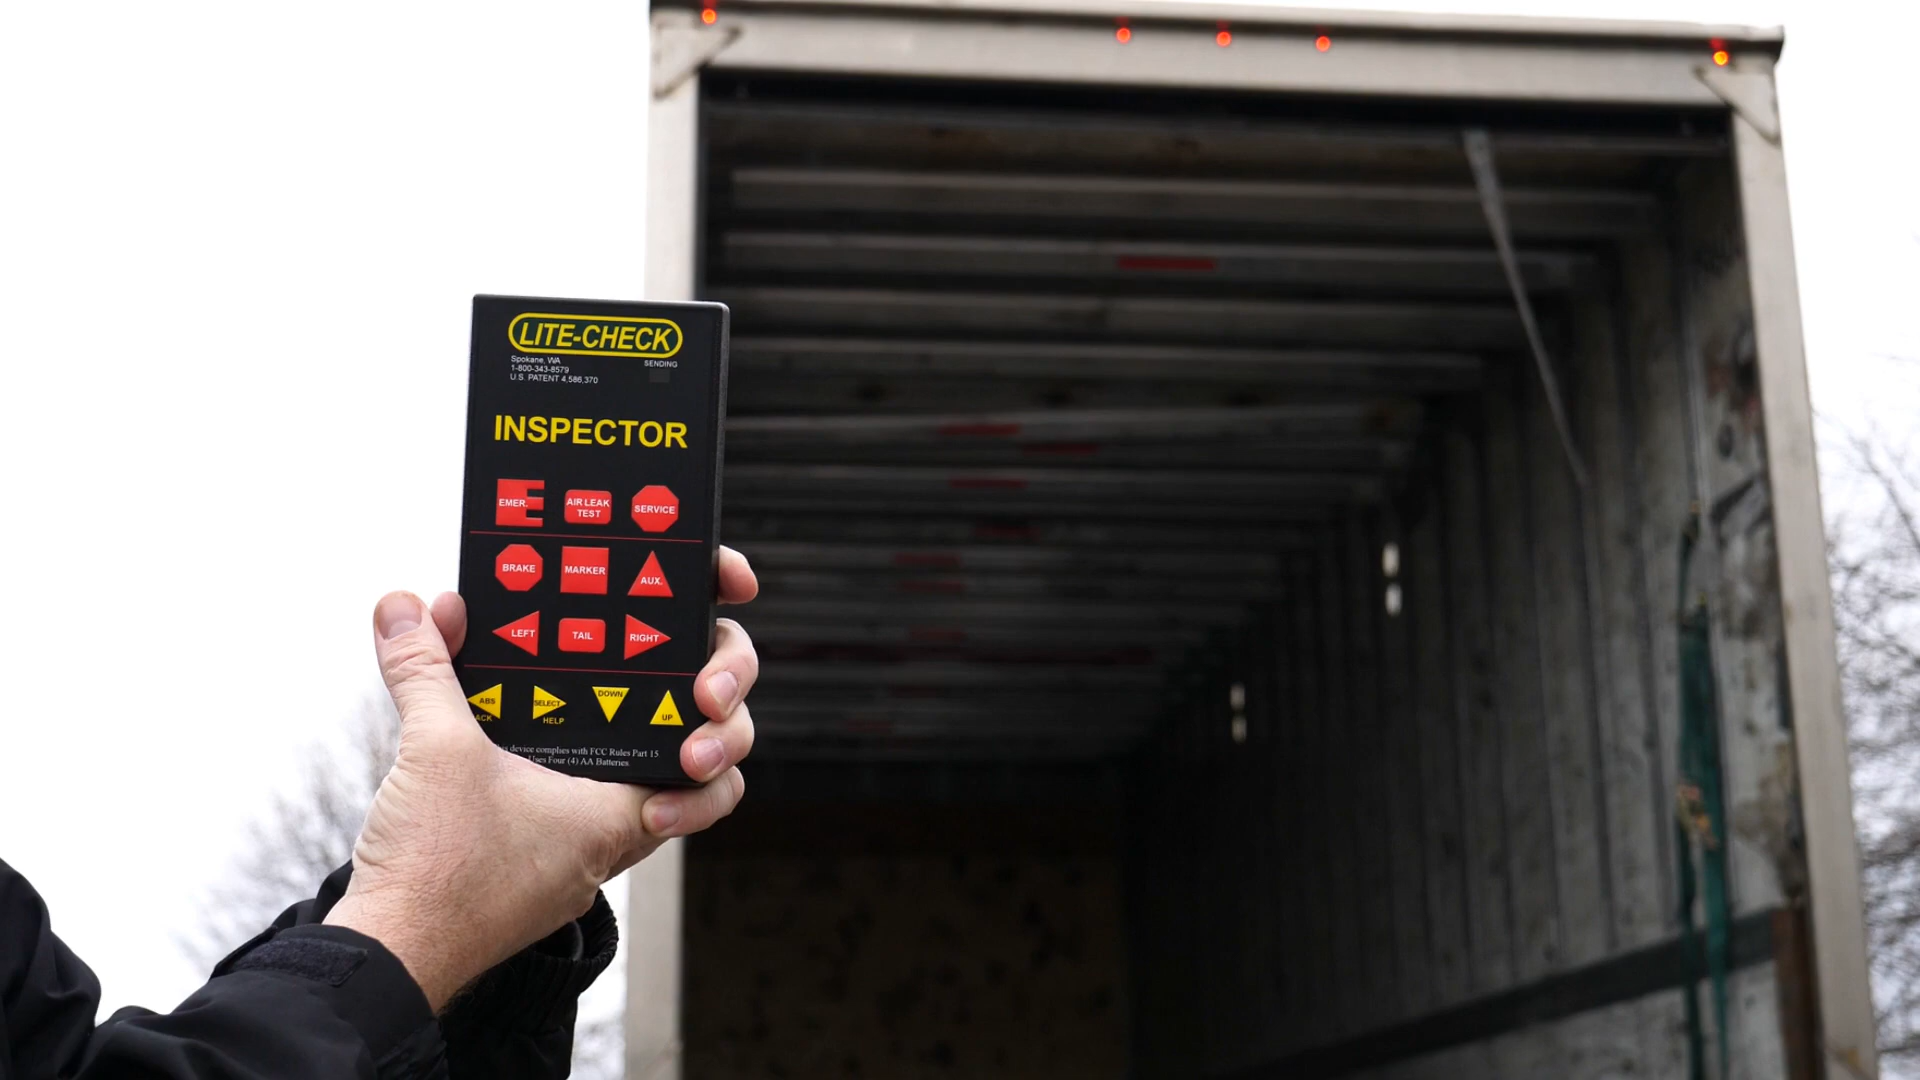 LITE-CHECK
Spokane, WA
1-800-343-8579
U.S. PATENT 4,586,370
SENDING
INSPECTOR
EMER.
AIR LEAK
TEST
SERVICE
BRAKE
MARKER
AUX.
LEFT
TAIL
RIGHT
ABS
ACK
SELECT
HELP
DOWN
UP
device complies with FCC Rules Part 15
Uses Four (4) AA Batteries